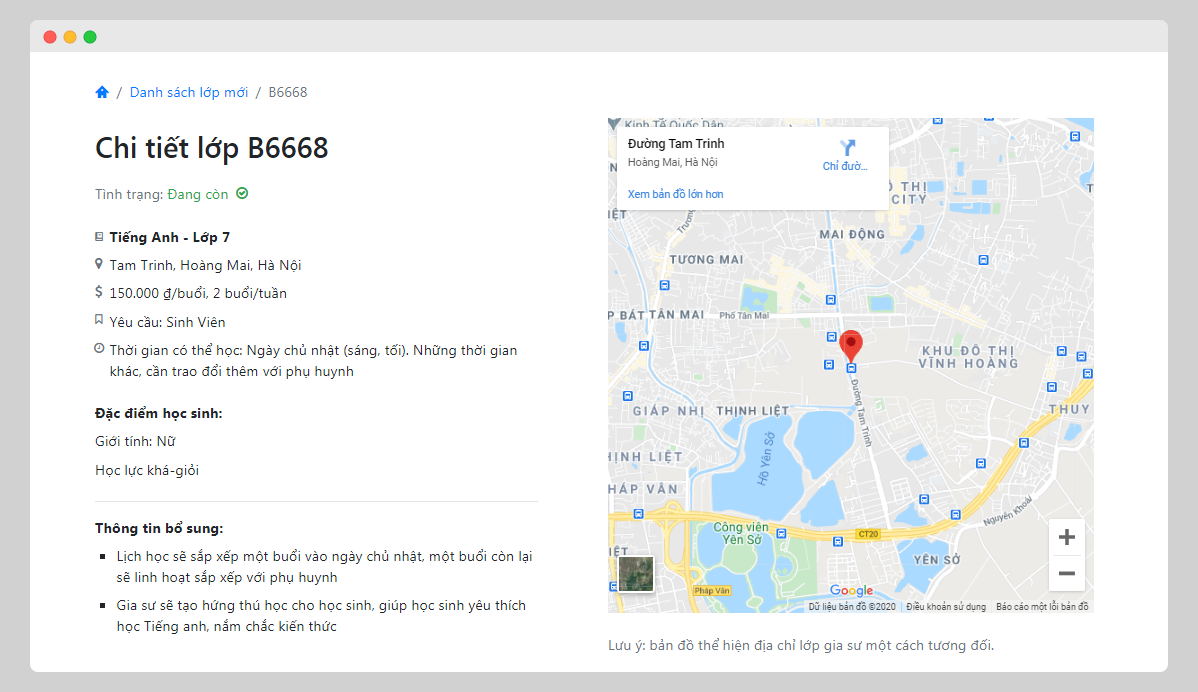 / Danh sách lớp mới / B6668
Chi tiết lớp B6668
Tình trạng: Đang còn
Tiếng Anh - Lớp 7
Tam Trinh, Hoàng Mai, Hà Nội
150.000 ₫/buổi, 2 buổi/tuần
Yêu cầu: Sinh Viên
Thời gian có thể học: Ngày chủ nhật (sáng, tối). Những thời gian
khác, cần trao đổi thêm với phụ huynh
Đặc điểm học sinh:
Giới tính: Nữ
Học lực khá-giỏi
Thông tin bổ sung:
Lịch học sẽ sắp xếp một buổi vào ngày chủ nhật, một buổi còn lại
sẽ linh hoạt sắp xếp với phụ huynh
Gia sư sẽ tạo hứng thú học cho học sinh, giúp học sinh yêu thích
học Tiếng anh, nắm chắc kiến thức
Kinh Tế Quốc Dân
Đường Tam Trinh
Hoàng Mai, Hà Nội
Chỉ đườ...
Xem bản đồ lớn hơn
Ị THỊ
CITY
MAI ĐỘNG
TƯƠNG MAI
P BÁT
TÂN MAI
Phố Tân Mai
KHU ĐÔ THỊ
VĨNH HOÀNG
Đường Tam Trinh
GIÁP NHỊ
THỊNH LIỆT
THUY
HỊNH LIỆT
Hồ Yên Sở
HÁP VÂN
Nguyễn Khoái
Công viên
Yên Sở
CT20
IỆT
YÊN SỞ
Pháp Vân
Google
Dữ liệu bản đồ ©2020
Điều khoản sử dụng
Báo cáo một lỗi bản đồ
Lưu ý: bản đồ thể hiện địa chỉ lớp gia sư một cách tương đối.